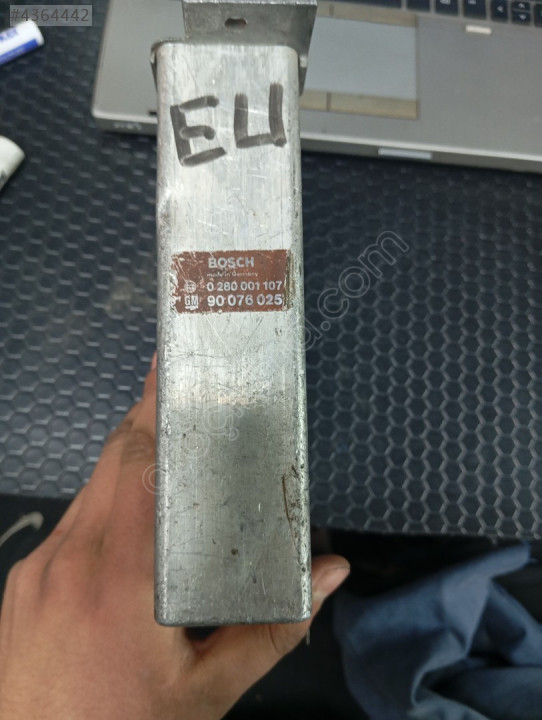 #4364442
EU
BOSCH
made in Germany
0 280 001 107
GM 90 076 025